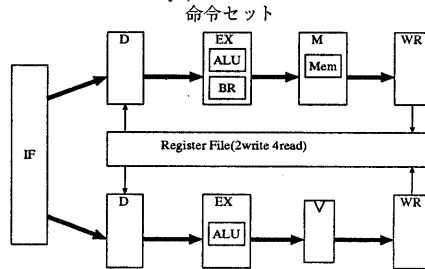 命令セット
D
EX
M
WR
ALU
Mem
BR
IF
Register File(2write 4read)
D
EX
WR
ALU